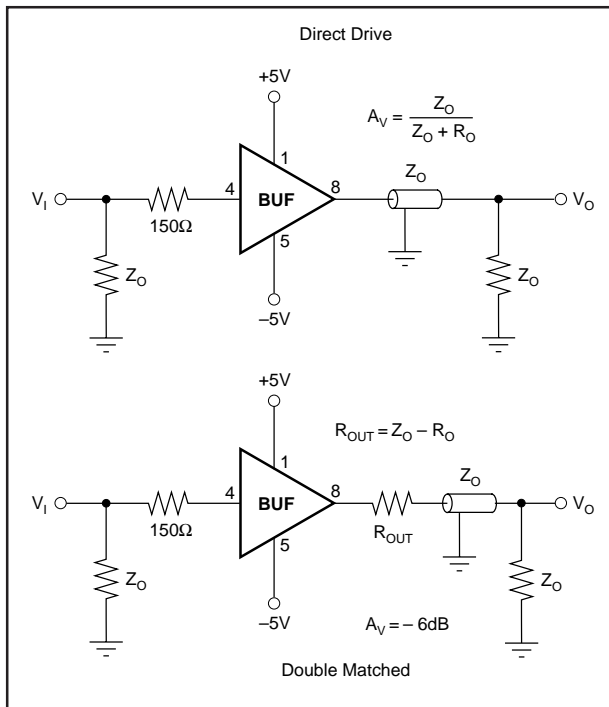 Direct Drive
+5V
A_V = Z_O / (Z_O + R_O)
1
Z_O
V_I 4 BUF 8 V_O
150Ω
5
Z_O Z_O
–5V
+5V
R_OUT = Z_O – R_O
1
Z_O
V_I 4 BUF 8 V_O
150Ω R_OUT
5
Z_O Z_O
–5V
A_V = – 6dB
Double Matched